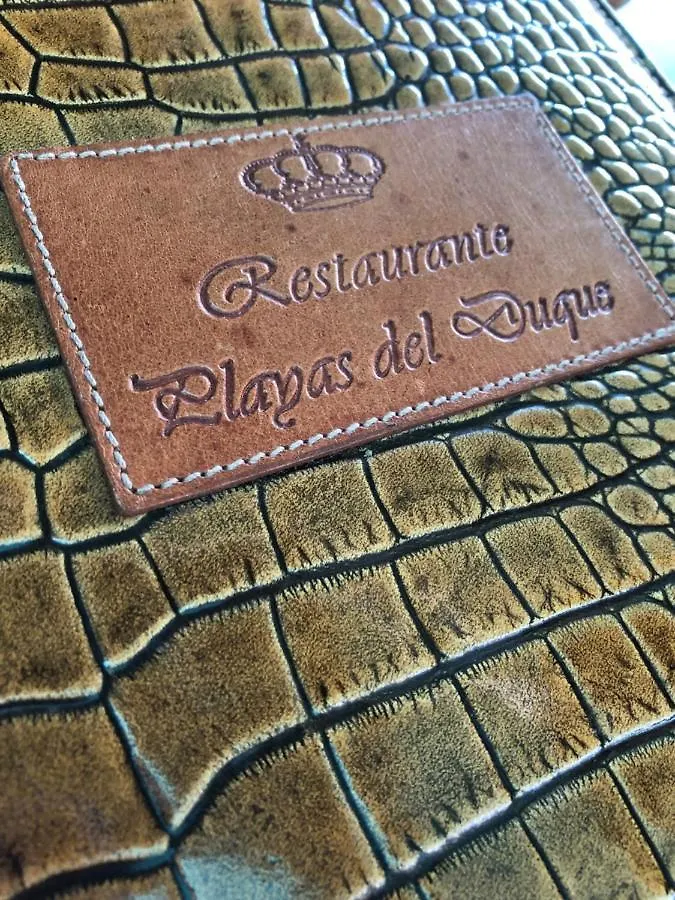 Restaurante
Playas del Duque